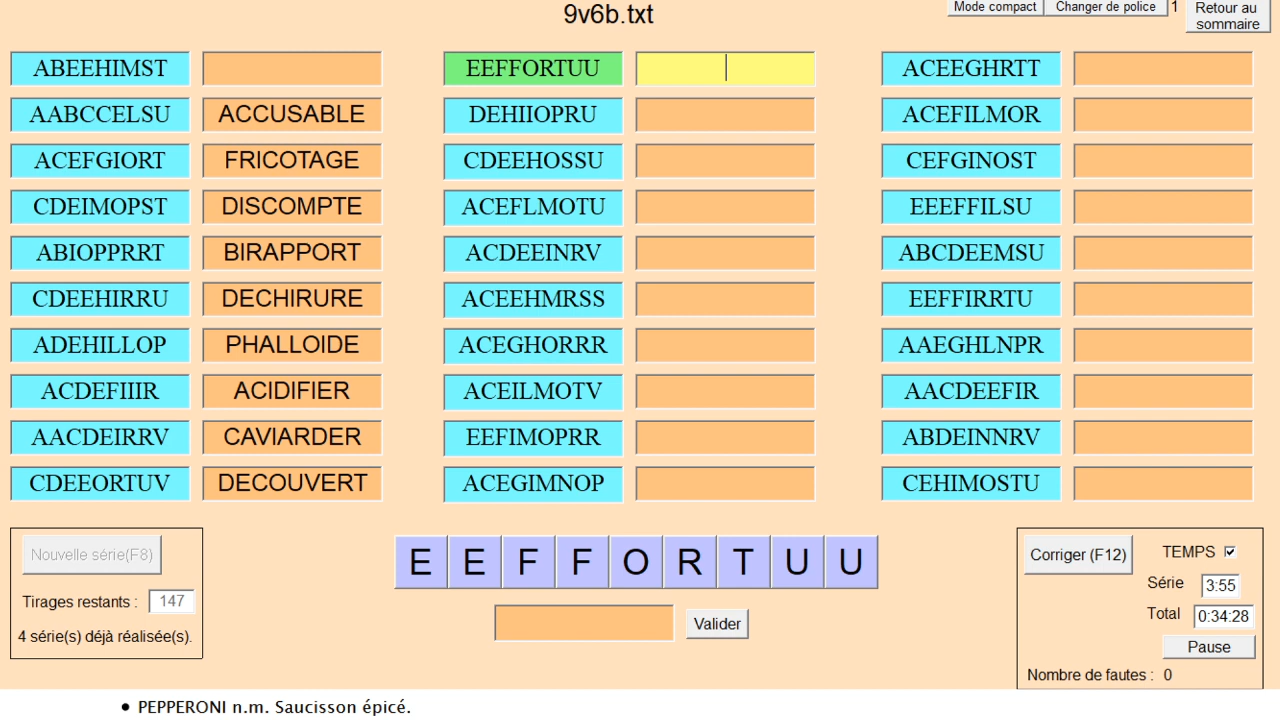 9v6b.txt
Mode compact Changer de police 1 Retour au
sommaire
ABEEHIMST EEFFORTUU ACEEGHRTT
AABCCELSU ACCUSABLE DEHIIOPRU ACEFILMOR
ACEFGIORT FRICOTAGE CDEEHOSSU CEFGINOST
CDEIMOPST DISCOMPTE ACEFLMOTU EEEFFILSU
ABIOPPRRT BIRAPPORT ACDEEINRV ABCDEEMSU
CDEEHIRRU DECHIRURE ACEEHMRSS EEFFIRRTU
ADEHILLOP PHALLOIDE ACEGHORRR AAEGHLNPR
ACDEFIIIR ACIDIFIER ACEILMOTV AACDEEFIR
AACDEIRRV CAVIARDER EEFIMOPRR ABDEINNRV
CDEEORTUV DECOUVERT ACEGIMNOP CEHIMOSTU
Nouvelle série(F8)
Tirages restants : 147
4 série(s) déjà réalisée(s).
E E F F O R T U U
Valider
Corriger (F12) TEMPS
Série 3:55
Total 0:34:28
Pause
Nombre de fautes : 0
• PEPPERONI n.m. Saucisson épicé.